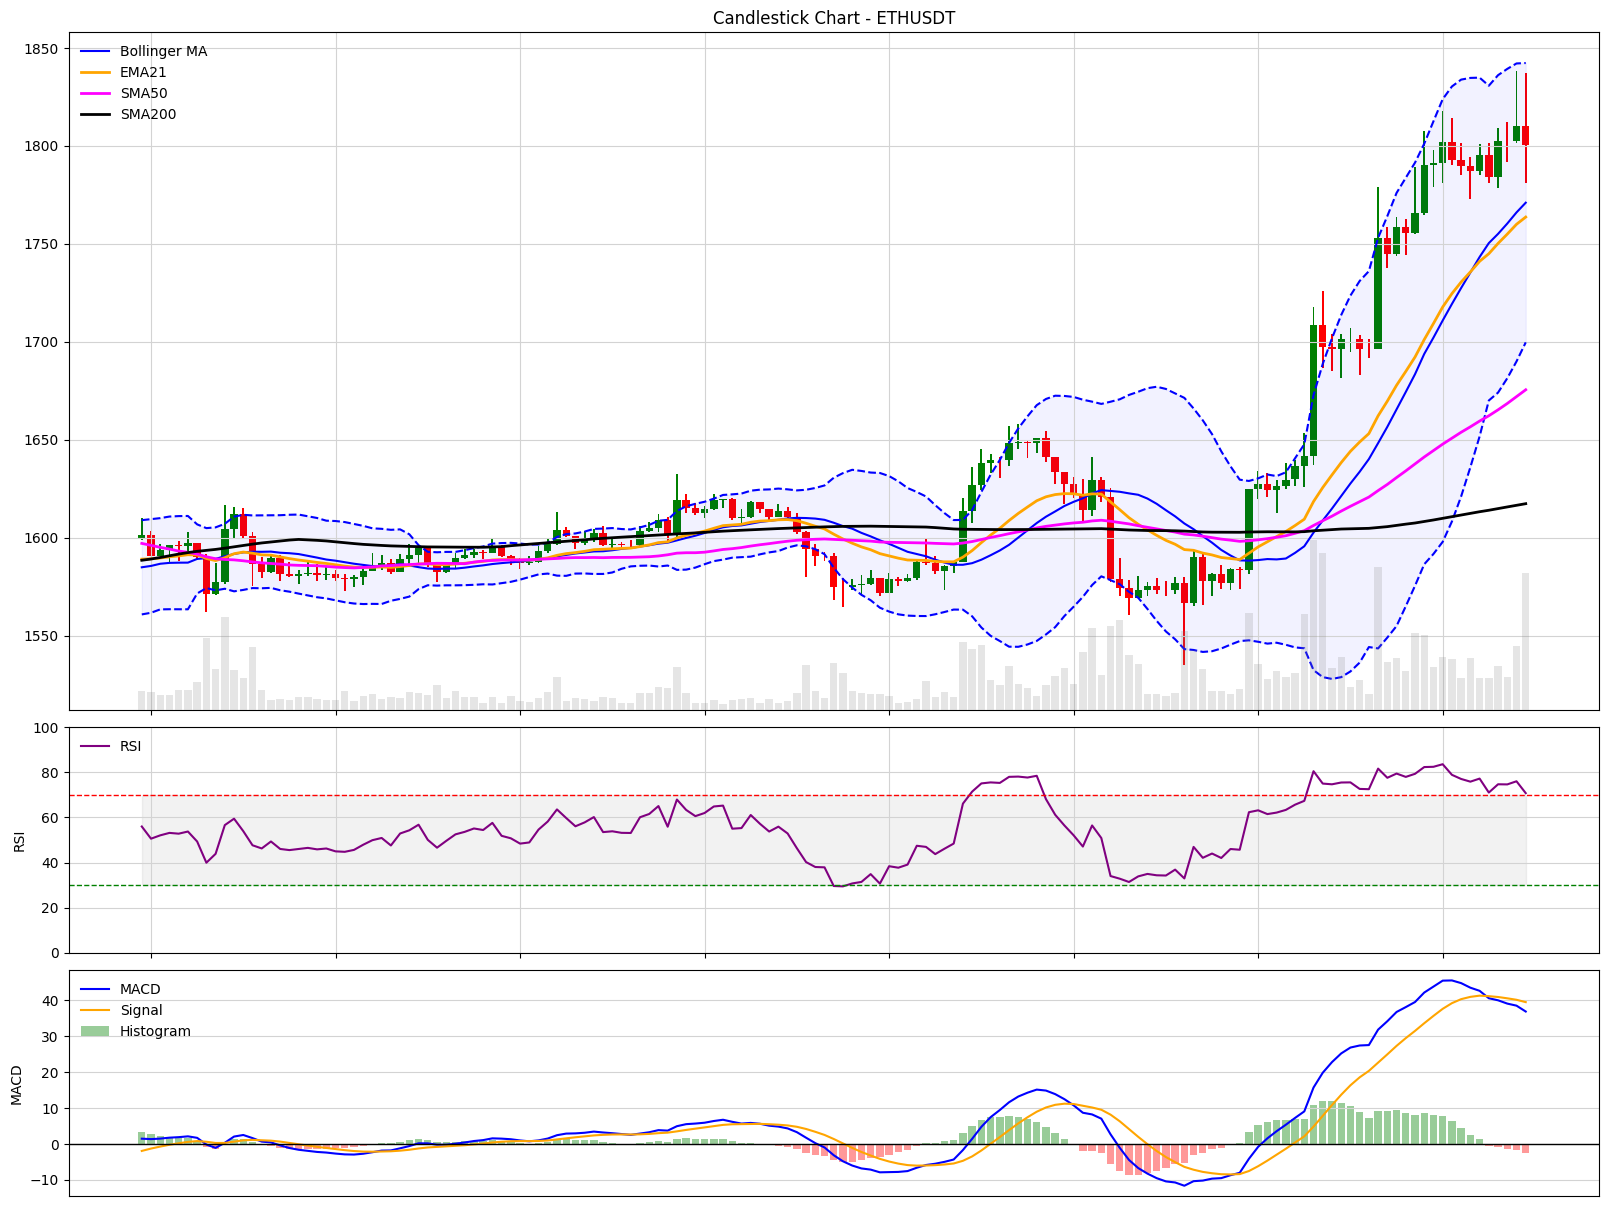 Candlestick Chart - ETHUSDT
Bollinger MA
EMA21
SMA50
SMA200
1850
1800
1750
1700
1650
1600
1550
RSI
RSI
100
80
60
40
20
0
MACD
Signal
Histogram
MACD
40
30
20
10
0
−10